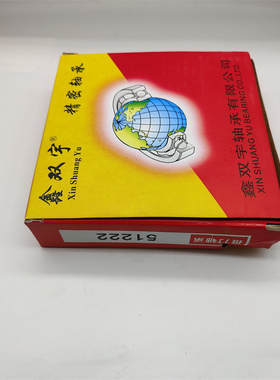 鑫双宇®
Xin Shuang Yu
精密轴承
鑫双宇轴承有限公司
XIN SHUANG YU BEARING CO.,LTD.
51222